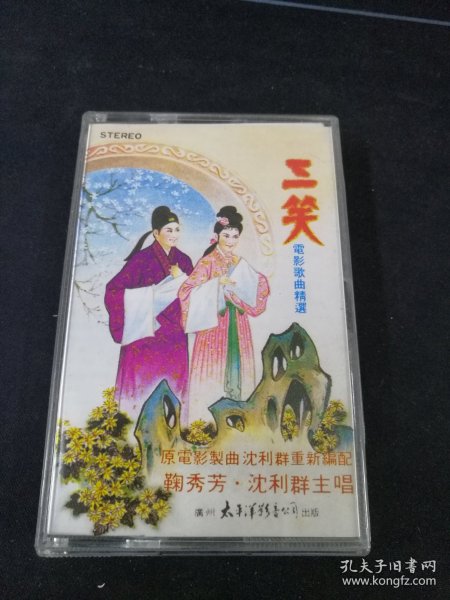 STEREO
三笑
電影歌曲精選
原電影製曲沈利群重新編配
鞠秀芳·沈利群主唱
广州太平洋影音公司出版
孔夫子旧书网
www.kongfz.com